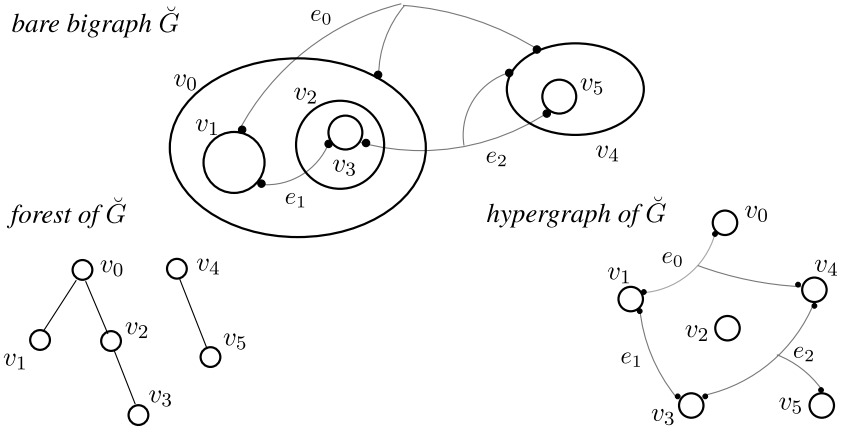 bare bigraph Ğ
e₀
v₀
v₂
v₅
v₁
v₃
e₁
e₂
v₄
forest of Ğ
hypergraph of Ğ
v₀
v₄
v₁
v₂
v₅
v₃
v₀
e₀
v₁
v₄
v₂
e₁
e₂
v₃
v₅